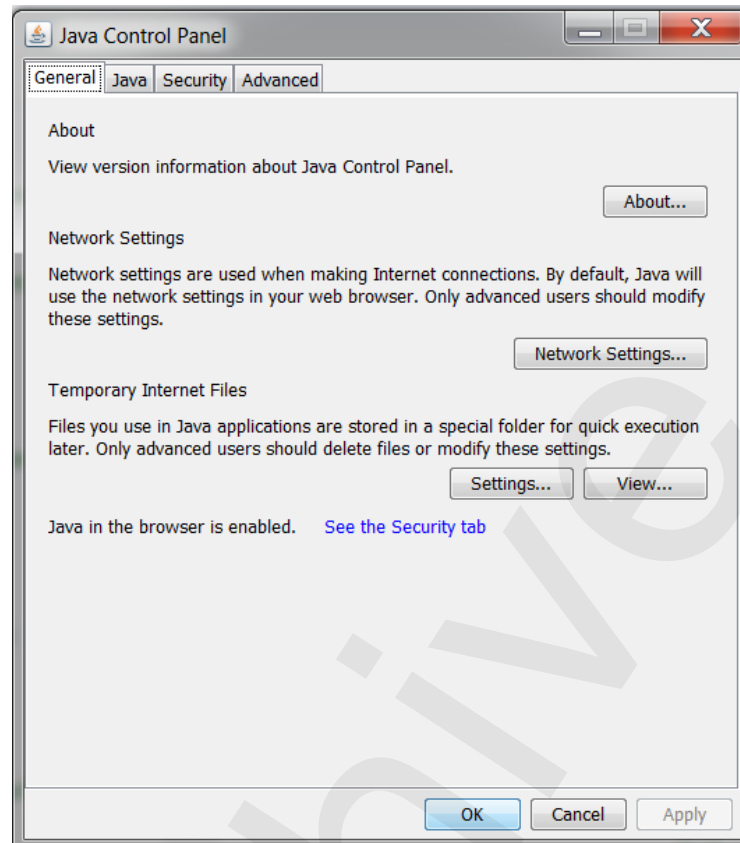 Java Control Panel
General Java Security Advanced
About
View version information about Java Control Panel.
About...
Network Settings
Network settings are used when making Internet connections. By default, Java will
use the network settings in your web browser. Only advanced users should modify
these settings.
Network Settings...
Temporary Internet Files
Files you use in Java applications are stored in a special folder for quick execution
later. Only advanced users should delete files or modify these settings.
Settings... View...
Java in the browser is enabled. See the Security tab
OK Cancel Apply
hive